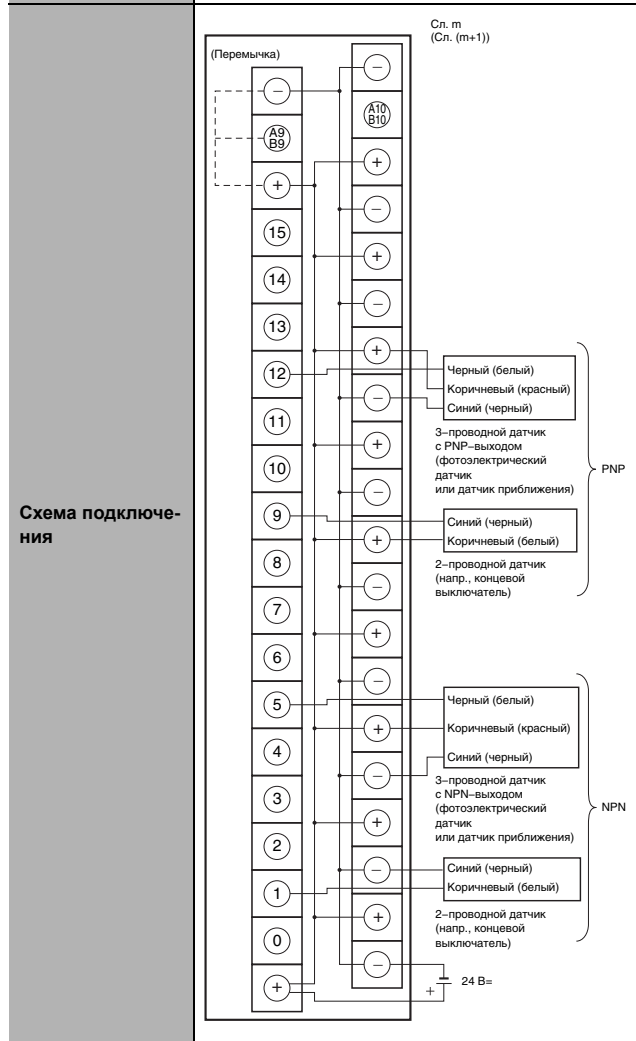 Сл. m
(Сл. (m+1))
(Перемычка)
−
−
A9
B9
A10
B10
+
+
15
−
14
+
13
−
12
+
Черный (белый)
Коричневый (красный)
Синий (черный)
11
−
3−проводной датчик
с PNP−выходом
(фотоэлектрический
датчик
или датчик приближения)
PNP
10
+
9
−
Схема подключе-
ния
Синий (черный)
Коричневый (белый)
8
+
2−проводной датчик
(напр., концевой
выключатель)
7
−
6
+
5
−
Черный (белый)
Коричневый (красный)
Синий (черный)
4
+
3
−
3−проводной датчик
с NPN−выходом
(фотоэлектрический
датчик
или датчик приближения)
NPN
2
+
1
−
Синий (черный)
Коричневый (белый)
0
+
2−проводной датчик
(напр., концевой
выключатель)
+
−
+
24 В=